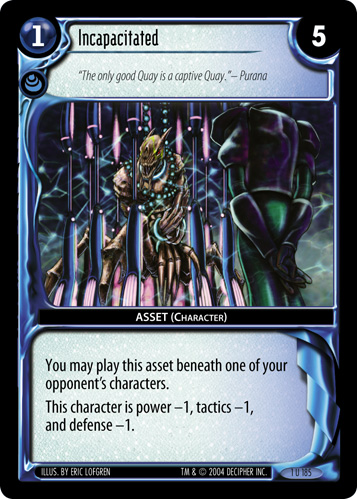 1
Incapacitated
5
"The only good Quay is a captive Quay." – Purana
ASSET (CHARACTER)
You may play this asset beneath one of your
opponent's characters.
This character is power –1, tactics –1,
and defense –1.
ILLUS. BY ERIC LOFGREN
TM & © 2004 DECIPHER INC.
1 U 185